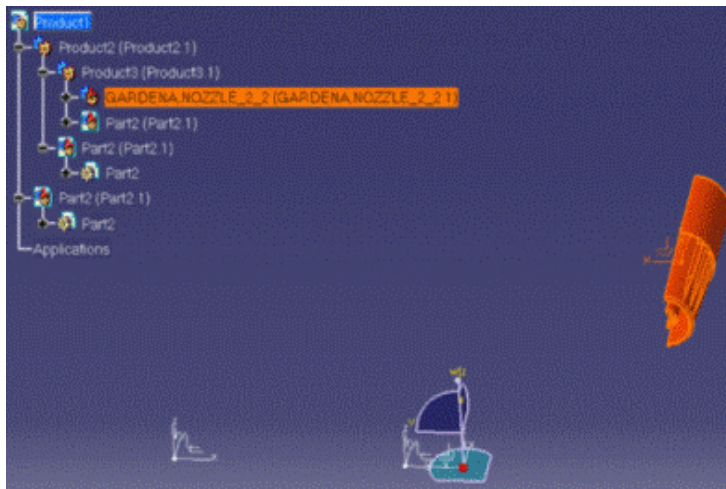 Product1
Product2 (Product2.1)
Product3 (Product3.1)
GARDENA.NOZZLE_2_2 (GARDENA.NOZZLE_2_2.1)
Part2 (Part2.1)
Part2 (Part2.1)
Part2
Part2 (Part2.1)
Part2
Applications